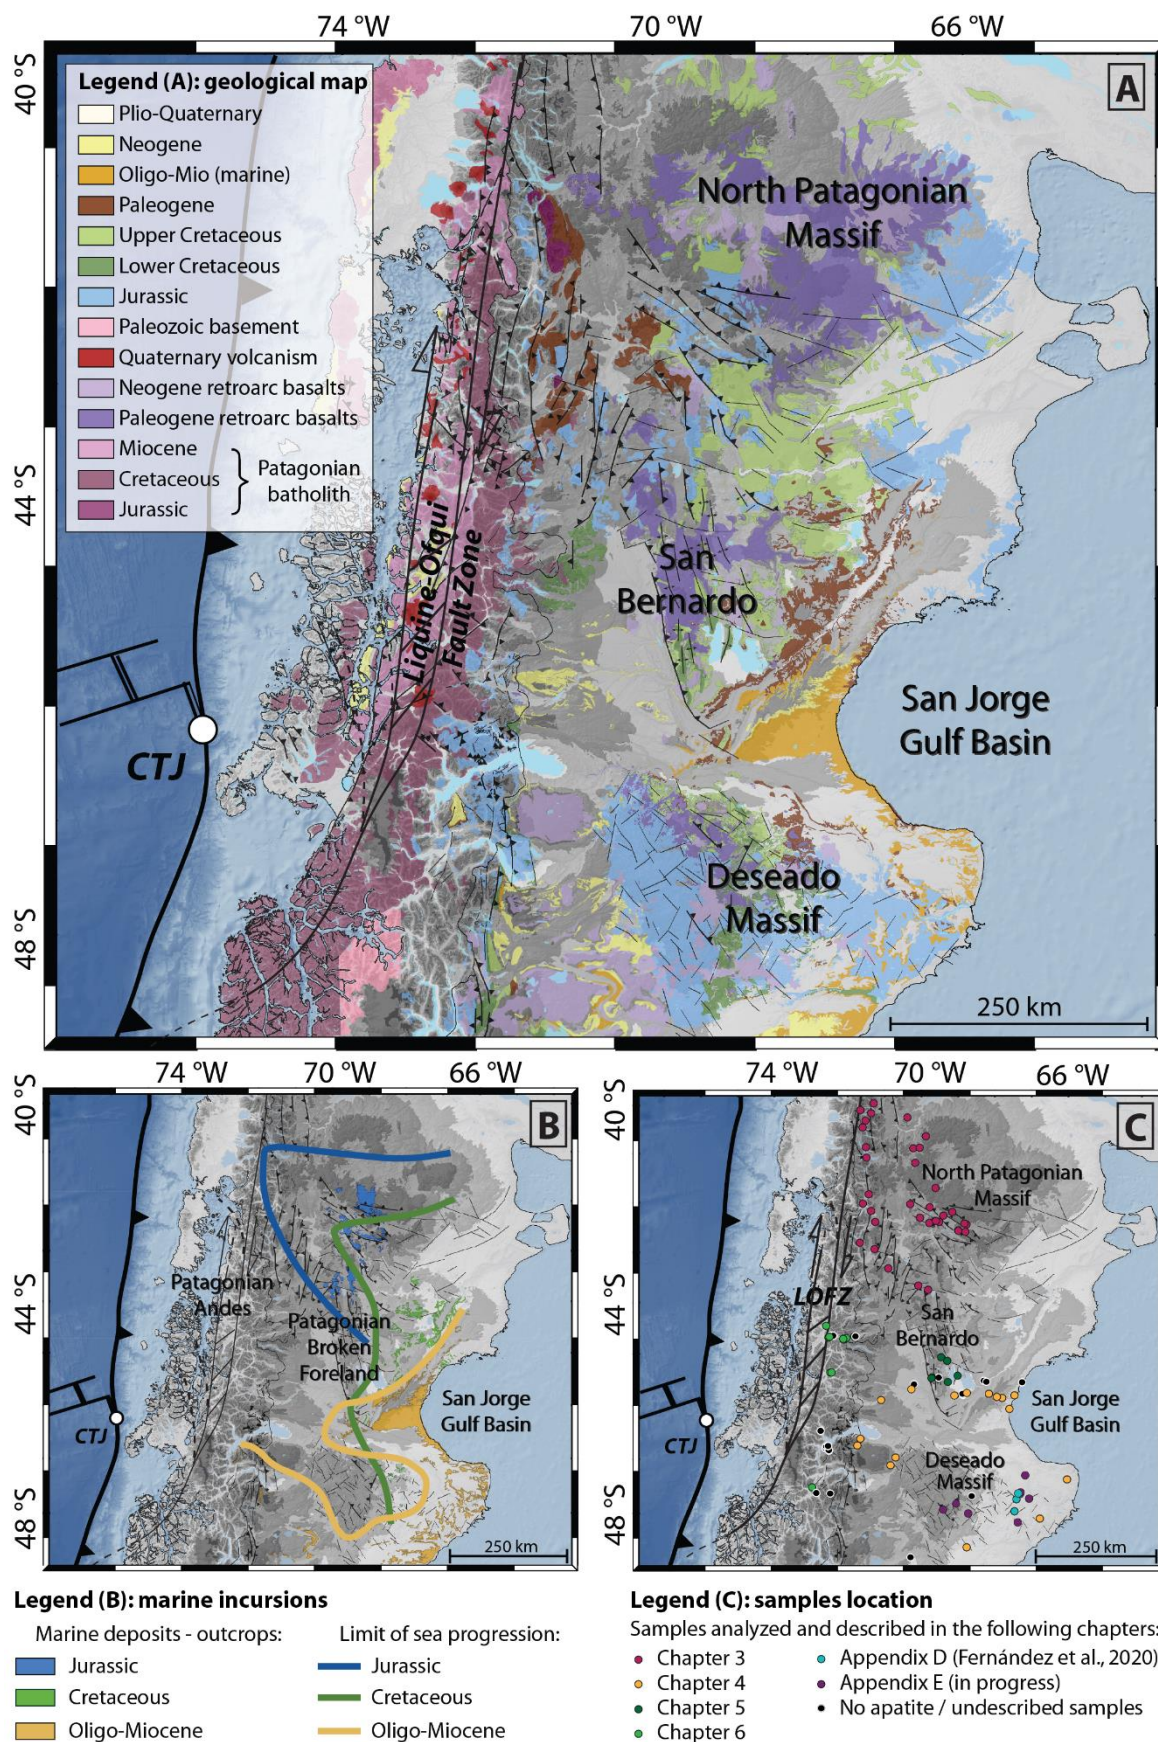 74 °W
70 °W
66 °W
40 °S
44 °S
48 °S
A
Legend (A): geological map
Plio-Quaternary
Neogene
Oligo-Mio (marine)
Paleogene
Upper Cretaceous
Lower Cretaceous
Jurassic
Paleozoic basement
Quaternary volcanism
Neogene retroarc basalts
Paleogene retroarc basalts
Miocene
Cretaceous
Jurassic
Patagonian
batholith
North Patagonian
Massif
San
Bernardo
Liquine-Ofqui
Fault Zone
CTJ
San Jorge
Gulf Basin
Deseado
Massif
250 km
74 °W
70 °W
66 °W
40 °S
44 °S
48 °S
B
Patagonian
Andes
Patagonian
Broken
Foreland
San Jorge
Gulf Basin
CTJ
250 km
74 °W
70 °W
66 °W
40 °S
44 °S
48 °S
C
North Patagonian
Massif
LOFZ
San
Bernardo
San Jorge
Gulf Basin
CTJ
Deseado
Massif
250 km
Legend (B): marine incursions
Marine deposits - outcrops:
Jurassic
Cretaceous
Oligo-Miocene
Limit of sea progression:
Jurassic
Cretaceous
Oligo-Miocene
Legend (C): samples location
Samples analyzed and described in the following chapters:
Chapter 3
Chapter 4
Chapter 5
Chapter 6
Appendix D (Fernández et al., 2020)
Appendix E (in progress)
No apatite / undescribed samples